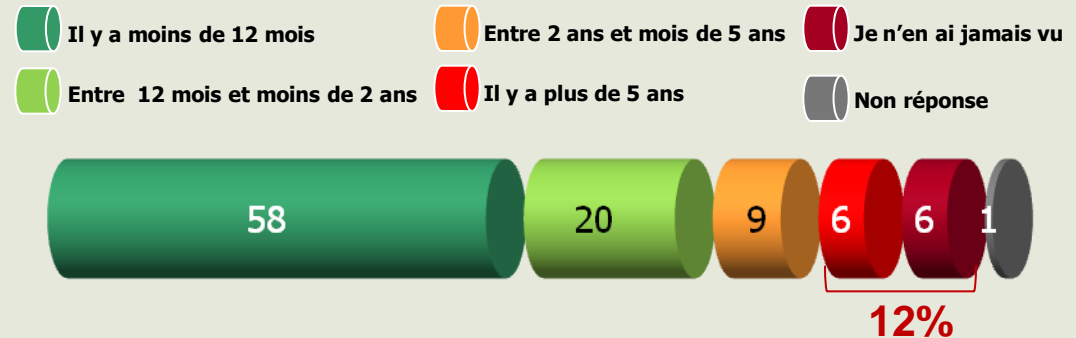 Il y a moins de 12 mois
Entre 2 ans et mois de 5 ans
Je n'en ai jamais vu
Entre 12 mois et moins de 2 ans
Il y a plus de 5 ans
Non réponse
58
20
9
6
6
1
12%